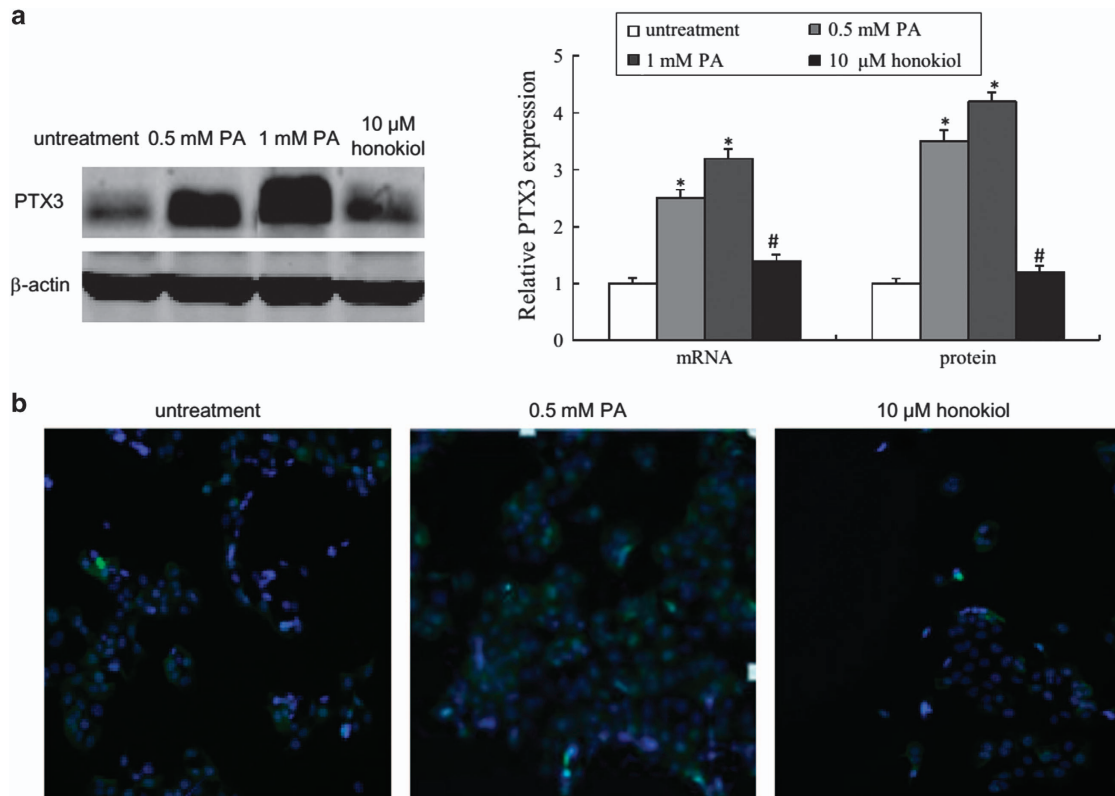 a
untreatment 0.5 mM PA 1 mM PA 10 µM honokiol
PTX3
β-actin
untreatment 0.5 mM PA
1 mM PA 10 µM honokiol
Relative PTX3 expression
5
4
3
2
1
0
* * # * * #
mRNA protein
b
untreatment 0.5 mM PA 10 µM honokiol